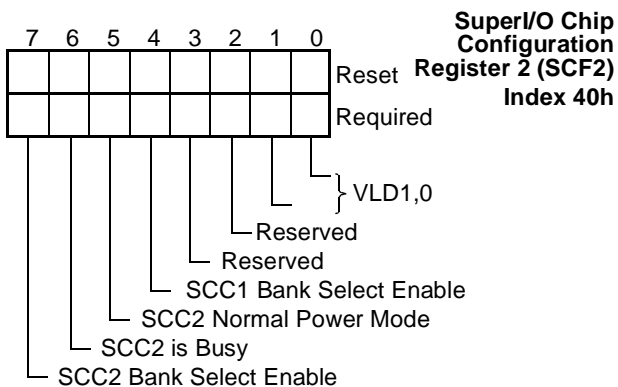 SuperI/O Chip
Configuration
Register 2 (SCF2)
Index 40h
7 6 5 4 3 2 1 0
Reset
Required
VLD1,0
Reserved
Reserved
SCC1 Bank Select Enable
SCC2 Normal Power Mode
SCC2 is Busy
SCC2 Bank Select Enable